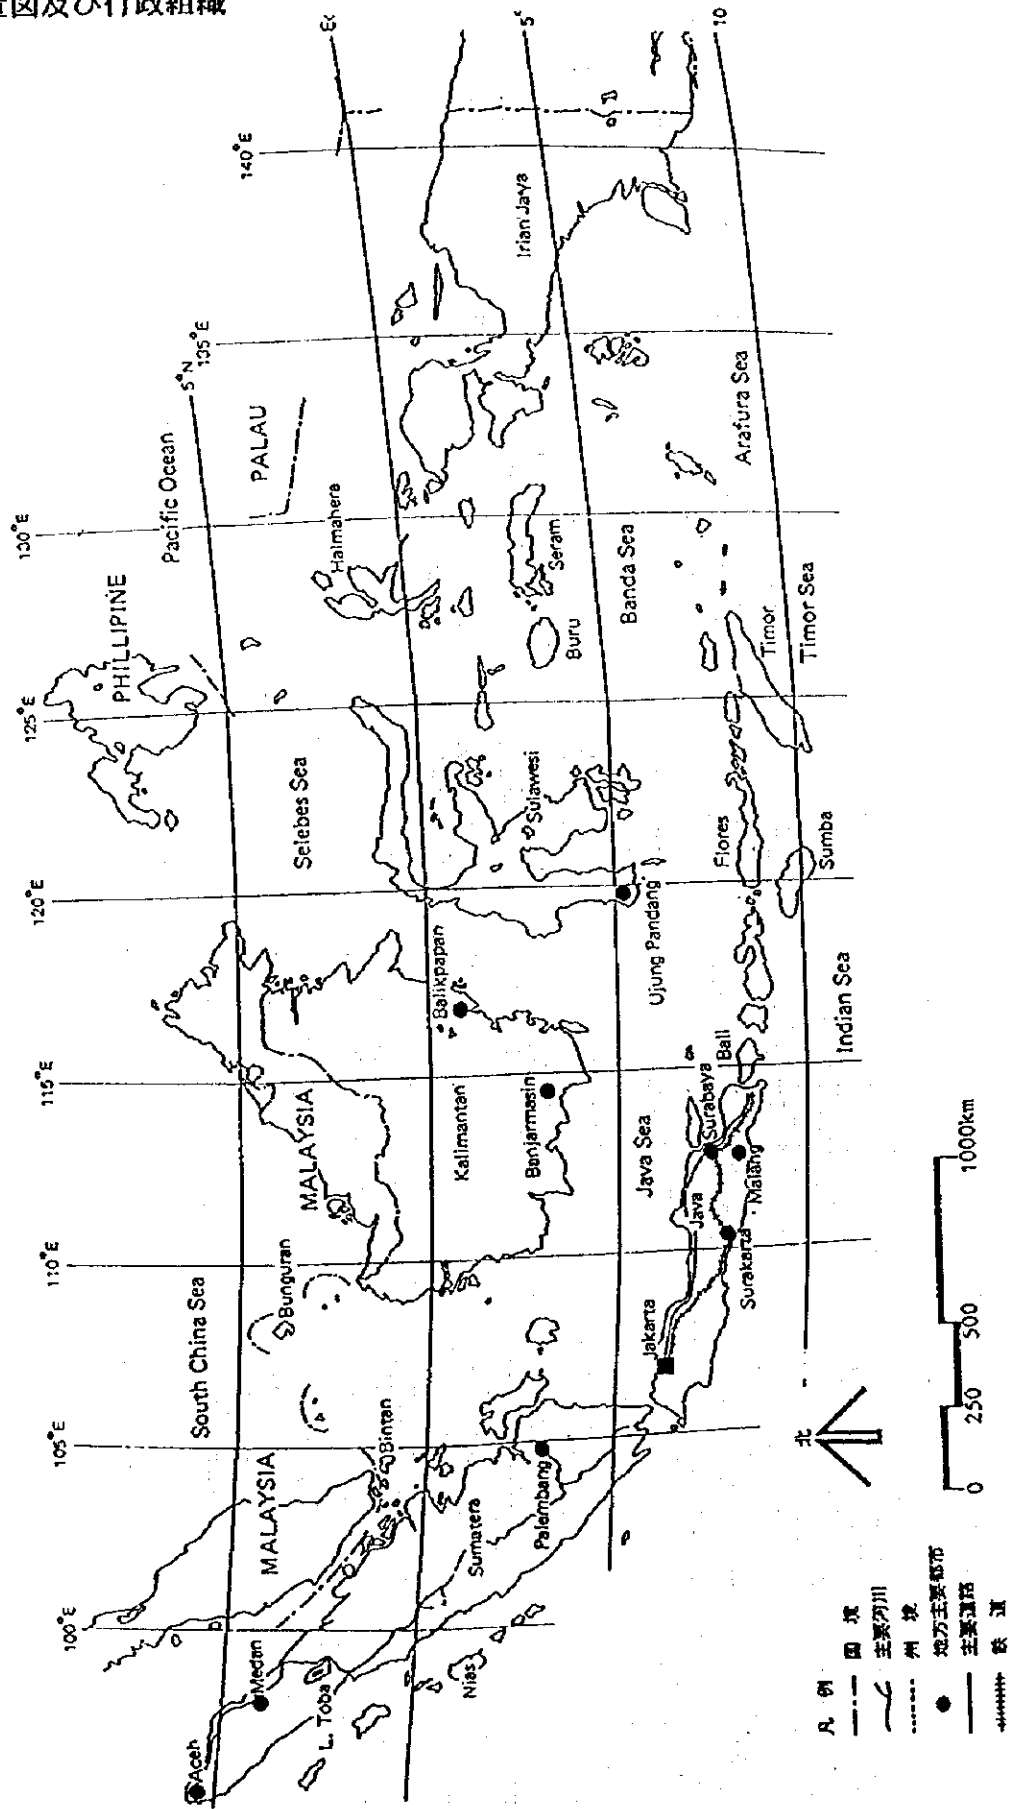 置図及び行政組織
140°E
135°E
5°N
130°E
125°E
120°E
115°E
110°E
105°E
100°E
5°
10
Pacific Ocean
PALAU
PHILLIPINE
Halmahera
Irian Jaya
Arafura Sea
Seram
Banda Sea
Buru
Timor
Timor Sea
Selebes Sea
Sulawesi
Flores
Sumba
Ujung Pandang
Balikpapan
Indian Sea
Bali
MALAYSIA
Kalimantan
Banjarmasin
Java Sea
Surabaya
Malang
Java
Surakarta
Jakarta
South China Sea
Bunguran
Bintan
MALAYSIA
Sumatera
Palembang
Medan
L. Toba
Nias
Aceh
北
0 250 500 1000km
凡例
国境
主要河川
州境
地方主要都市
主要道路
鉄道